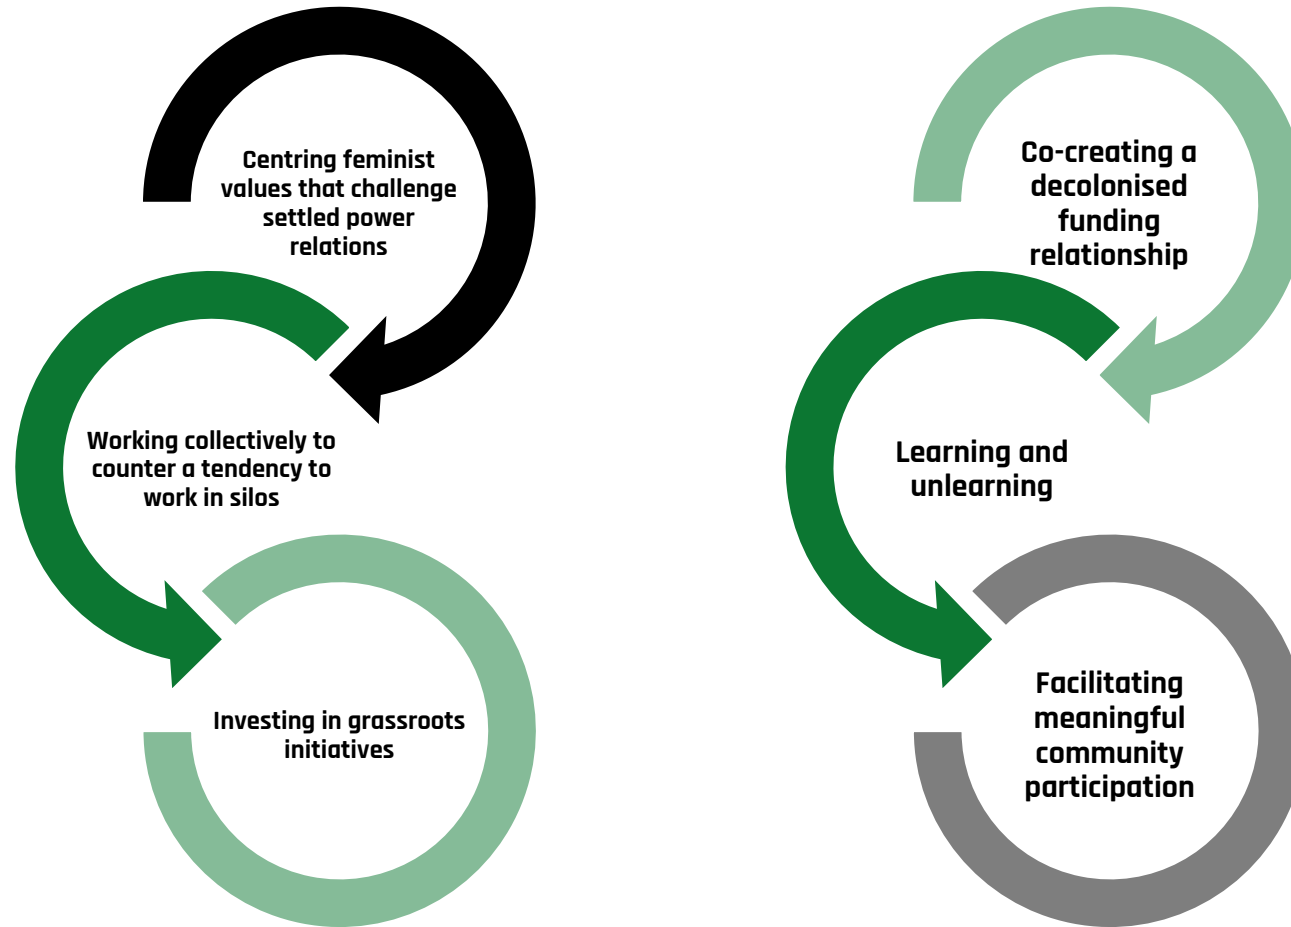 Centring feminist
values that challenge
settled power
relations
Working collectively to
counter a tendency to
work in silos
Investing in grassroots
initiatives
Co-creating a
decolonised
funding
relationship
Learning and
unlearning
Facilitating
meaningful
community
participation